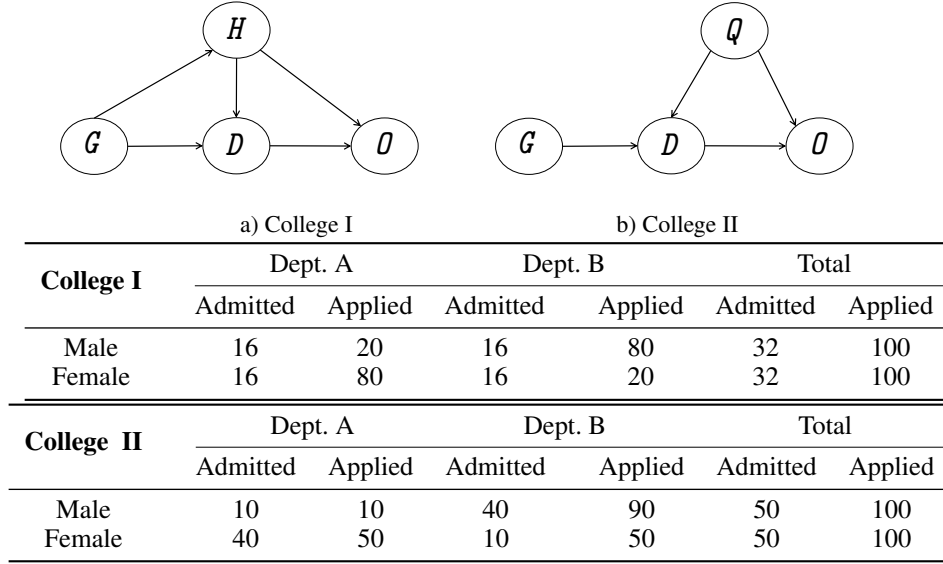 H Q
G D O G D O
a) College I b) College II
College I Dept. A Dept. B Total
Admitted Applied Admitted Applied Admitted Applied
Male 16 20 16 80 32 100
Female 16 80 16 20 32 100
College II Dept. A Dept. B Total
Admitted Applied Admitted Applied Admitted Applied
Male 10 10 40 90 50 100
Female 40 50 10 50 50 100